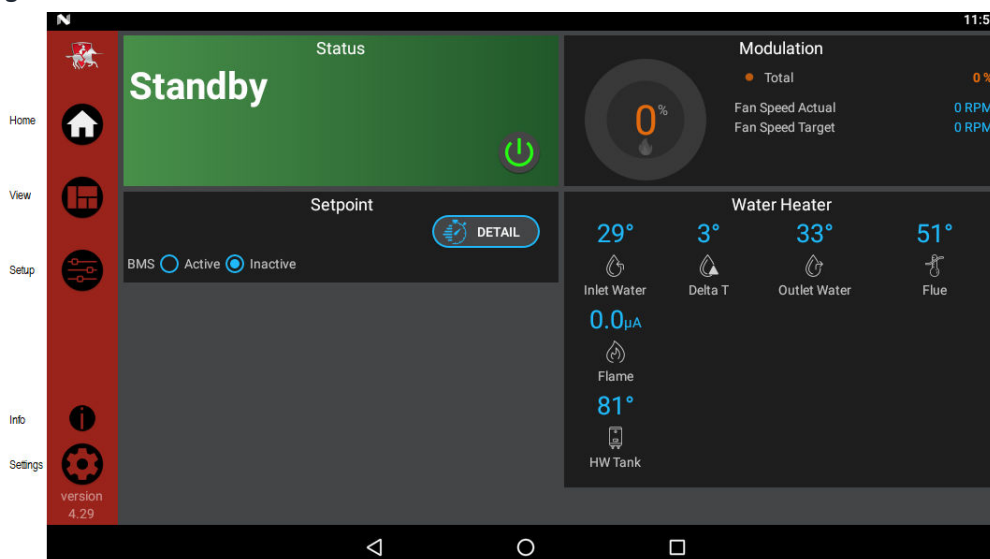 g
11:5
Status
Standby
Modulation
Total
0 %
0%
Fan Speed Actual
0 RPM
Fan Speed Target
0 RPM
Home
View
Setup
Info
Settings
version
4.29
Setpoint
DETAIL
BMS Active Inactive
Water Heater
29° 3° 33° 51°
Inlet Water Delta T Outlet Water Flue
0.0µA
Flame
81°
HW Tank